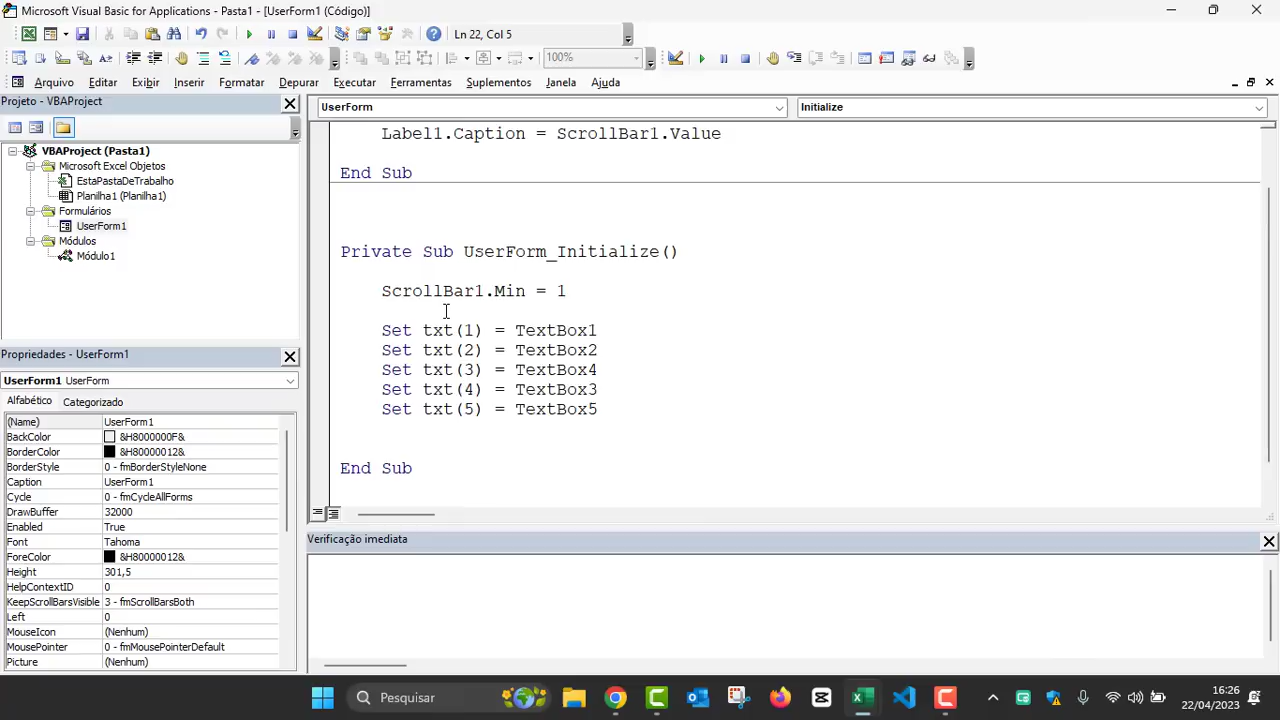 Microsoft Visual Basic for Applications - Pasta1 - [UserForm1 (Código)]
Ln 22, Col 5
100%
Arquivo Editar Exibir Inserir Formatar Depurar Executar Ferramentas Suplementos Janela Ajuda
Projeto - VBAProject
VBAProject (Pasta1)
Microsoft Excel Objetos
EstaPastaDeTrabalho
Planilha1 (Planilha1)
Formulários
UserForm1
Módulos
Módulo1
Propriedades - UserForm1
UserForm1 UserForm
Alfabético Categorizado
(Name) UserForm1
BackColor &H8000000F&
BorderColor &H80000012&
BorderStyle 0 - fmBorderStyleNone
Caption UserForm1
Cycle 0 - fmCycleAllForms
DrawBuffer 32000
Enabled True
Font Tahoma
ForeColor &H80000012&
Height 301,5
HelpContextID 0
KeepScrollBarsVisible 3 - fmScrollBarsBoth
Left 0
MouseIcon (Nenhum)
MousePointer 0 - fmMousePointerDefault
Picture (Nenhum)
UserForm Initialize
Label1.Caption = ScrollBar1.Value
End Sub
Private Sub UserForm_Initialize()
ScrollBar1.Min = 1
Set txt(1) = TextBox1
Set txt(2) = TextBox2
Set txt(3) = TextBox4
Set txt(4) = TextBox3
Set txt(5) = TextBox5
End Sub
Verificação imediata
Pesquisar
16:26
22/04/2023